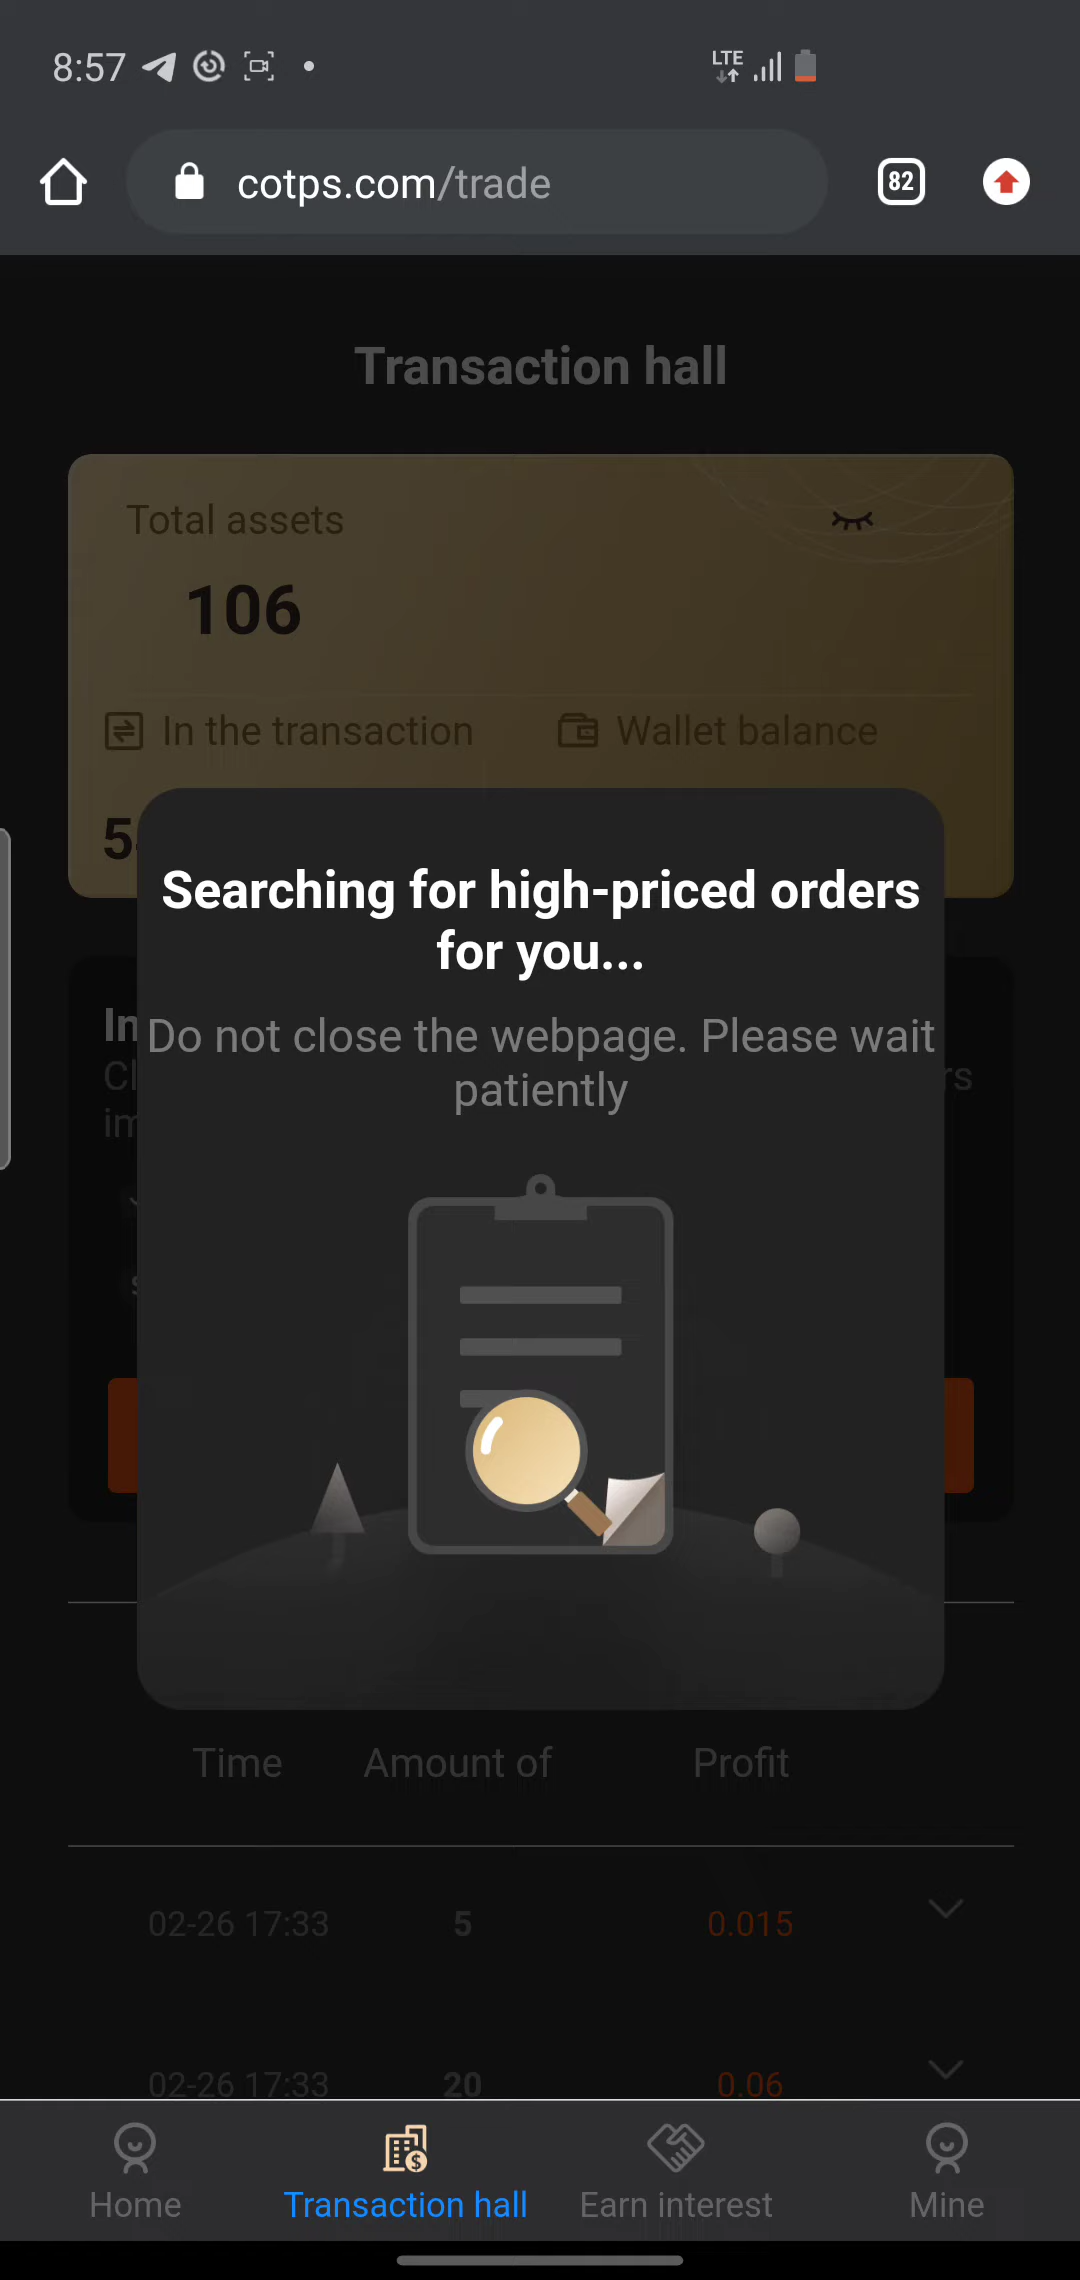 8:57
LTE
cotps.com/trade
82
Transaction hall
Total assets
106
In the transaction
Wallet balance
Searching for high-priced orders
for you...
Do not close the webpage. Please wait
patiently
Time Amount of Profit
02-26 17:33 5 0.015
02-26 17:33 20 0.06
Home Transaction hall Earn interest Mine